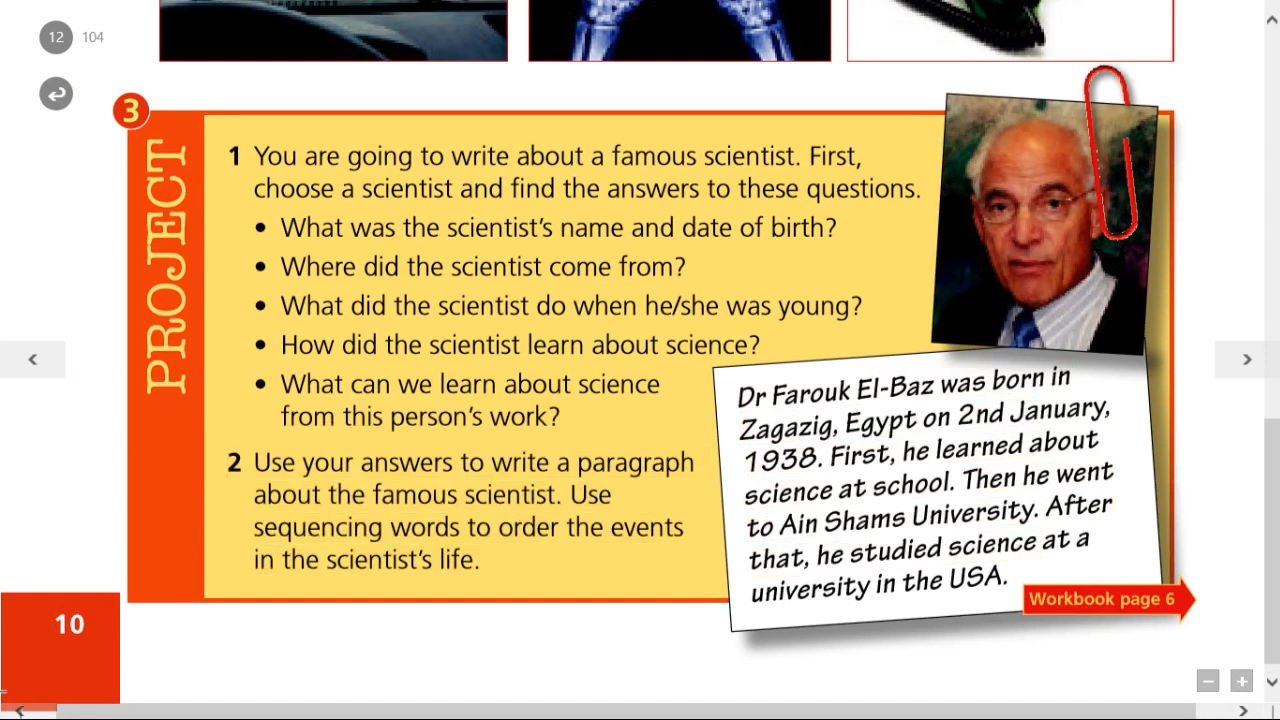 12 104
3
PROJECT
1 You are going to write about a famous scientist. First,
choose a scientist and find the answers to these questions.
• What was the scientist's name and date of birth?
• Where did the scientist come from?
• What did the scientist do when he/she was young?
• How did the scientist learn about science?
• What can we learn about science
from this person's work?
2 Use your answers to write a paragraph
about the famous scientist. Use
sequencing words to order the events
in the scientist's life.
Dr Farouk El-Baz was born in
Zagazig, Egypt on 2nd January,
1938. First, he learned about
science at school. Then he went
to Ain Shams University. After
that, he studied science at a
university in the USA.
Workbook page 6
10